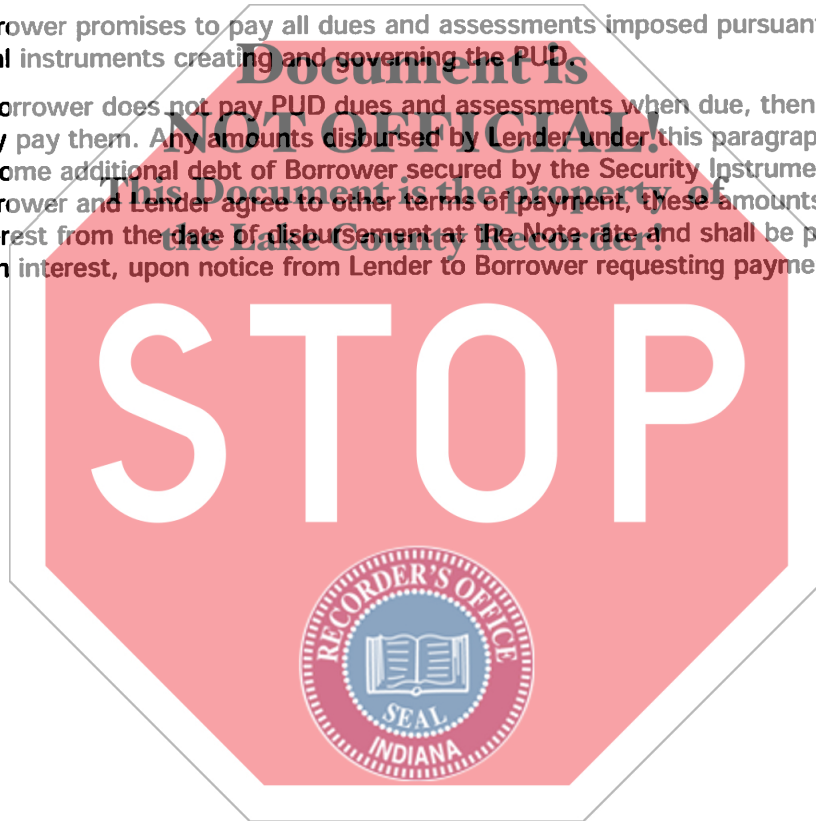 rower promises to pay all dues and assessments imposed pursuant
l instruments creating and governing the PUD.
Document is
orrower does not pay PUD dues and assessments when due, then
y pay them. Any amounts disbursed by Lender under this paragrap
NOT OFFICIAL!
ome additional debt of Borrower secured by the Security Instrume
This Document is the property of
rower and Lender agree to other terms of payment, these amounts
rest from the date of disbursement at the Note rate and shall be p
the Lake County Recorder!
n interest, upon notice from Lender to Borrower requesting payme
STOP
RECORDER'S OFFICE
SEAL
INDIANA